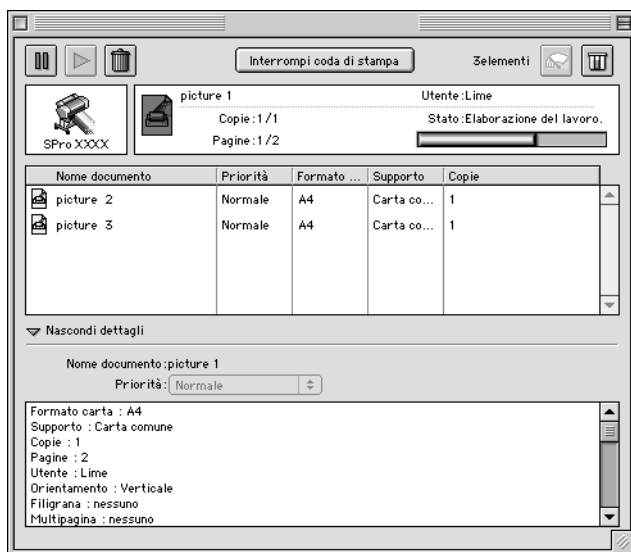 Interrompi coda di stampa 3elementi
SPro XXXX
picture 1 Utente:Lime
Copie:1/1 Stato:Elaborazione del lavoro.
Pagine:1/2
Nome documento Priorità Formato ... Supporto Copie
picture 2 Normale A4 Carta co... 1
picture 3 Normale A4 Carta co... 1
Nascondi dettagli
Nome documento:picture 1
Priorità: Normale
Formato carta : A4
Supporto : Carta comune
Copie : 1
Pagine : 2
Utente : Lime
Orientamento : Verticale
Filigrana : nessuno
Multipagina : nessuno